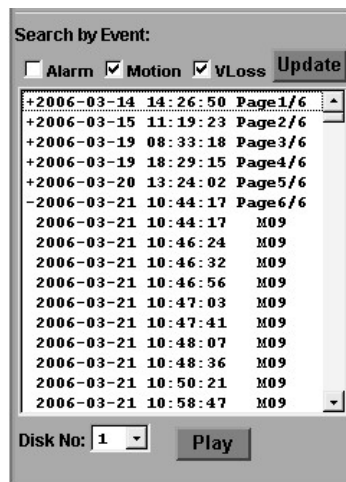 Search by Event:
Alarm Motion VLoss Update
+2006-03-14 14:26:50 Page1/6
+2006-03-15 11:19:23 Page2/6
+2006-03-19 08:33:18 Page3/6
+2006-03-19 18:29:15 Page4/6
+2006-03-20 13:24:02 Page5/6
-2006-03-21 10:44:17 Page6/6
2006-03-21 10:44:17 M09
2006-03-21 10:46:24 M09
2006-03-21 10:46:32 M09
2006-03-21 10:46:56 M09
2006-03-21 10:47:03 M09
2006-03-21 10:47:41 M09
2006-03-21 10:48:07 M09
2006-03-21 10:48:36 M09
2006-03-21 10:50:21 M09
2006-03-21 10:58:47 M09
Disk No: 1 Play